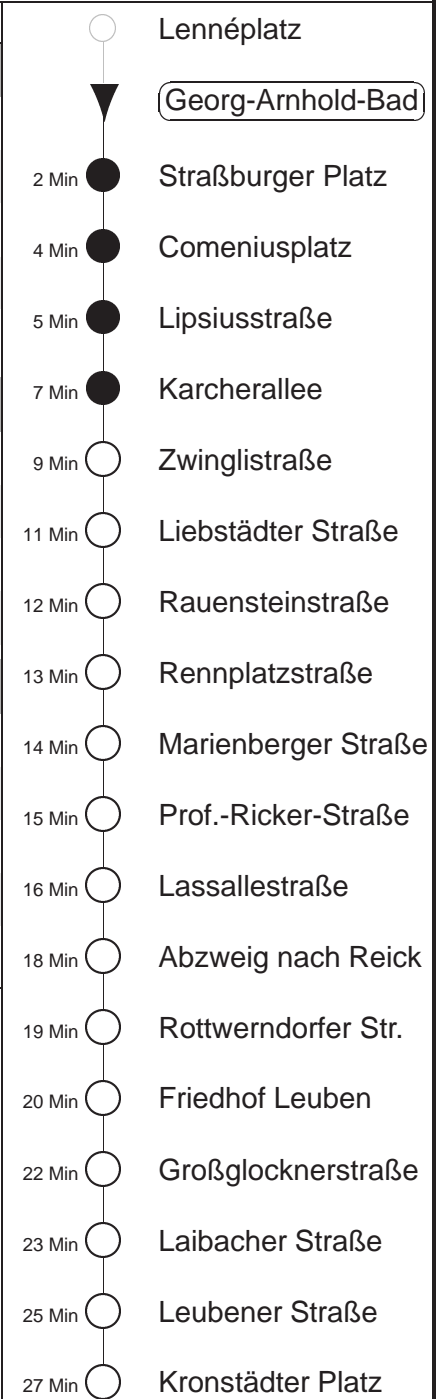 Lennéplatz
Georg-Arnhold-Bad
2 Min Straßburger Platz
4 Min Comeniusplatz
5 Min Lipsiusstraße
7 Min Karcherallee
9 Min Zwinglistraße
11 Min Liebstädter Straße
12 Min Rauensteinstraße
13 Min Rennplatzstraße
14 Min Marienberger Straße
15 Min Prof.-Ricker-Straße
16 Min Lassallestraße
18 Min Abzweig nach Reick
19 Min Rottwerndorfer Str.
20 Min Friedhof Leuben
22 Min Großglocknerstraße
23 Min Laibacher Straße
25 Min Leubener Straße
27 Min Kronstädter Platz